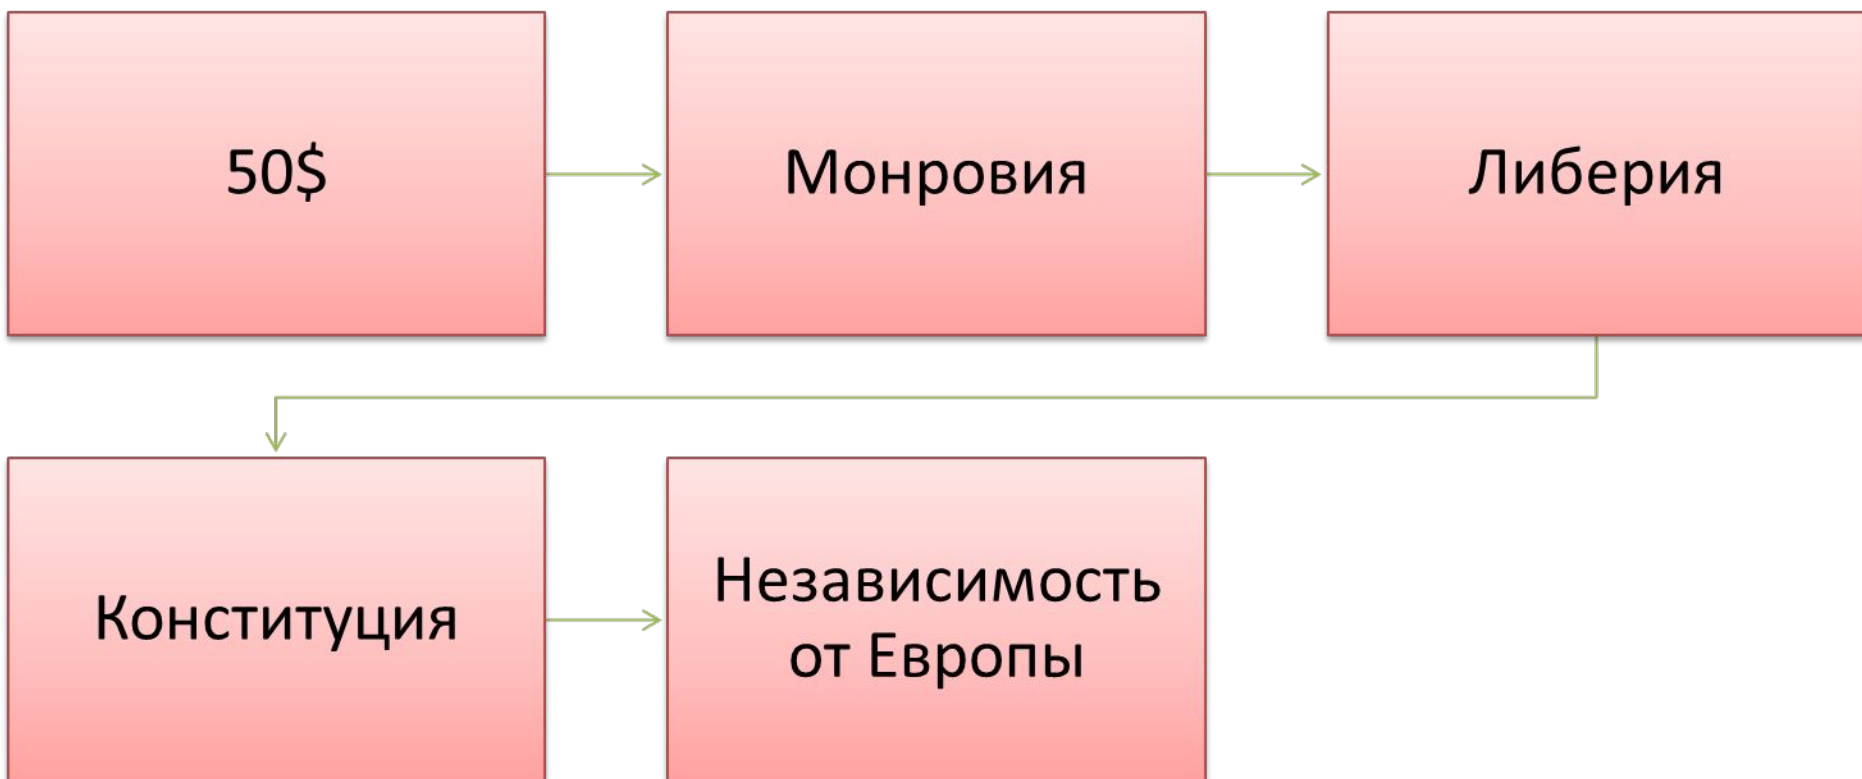 50$
Монровия
Либерия
Конституция
Независимость
от Европы